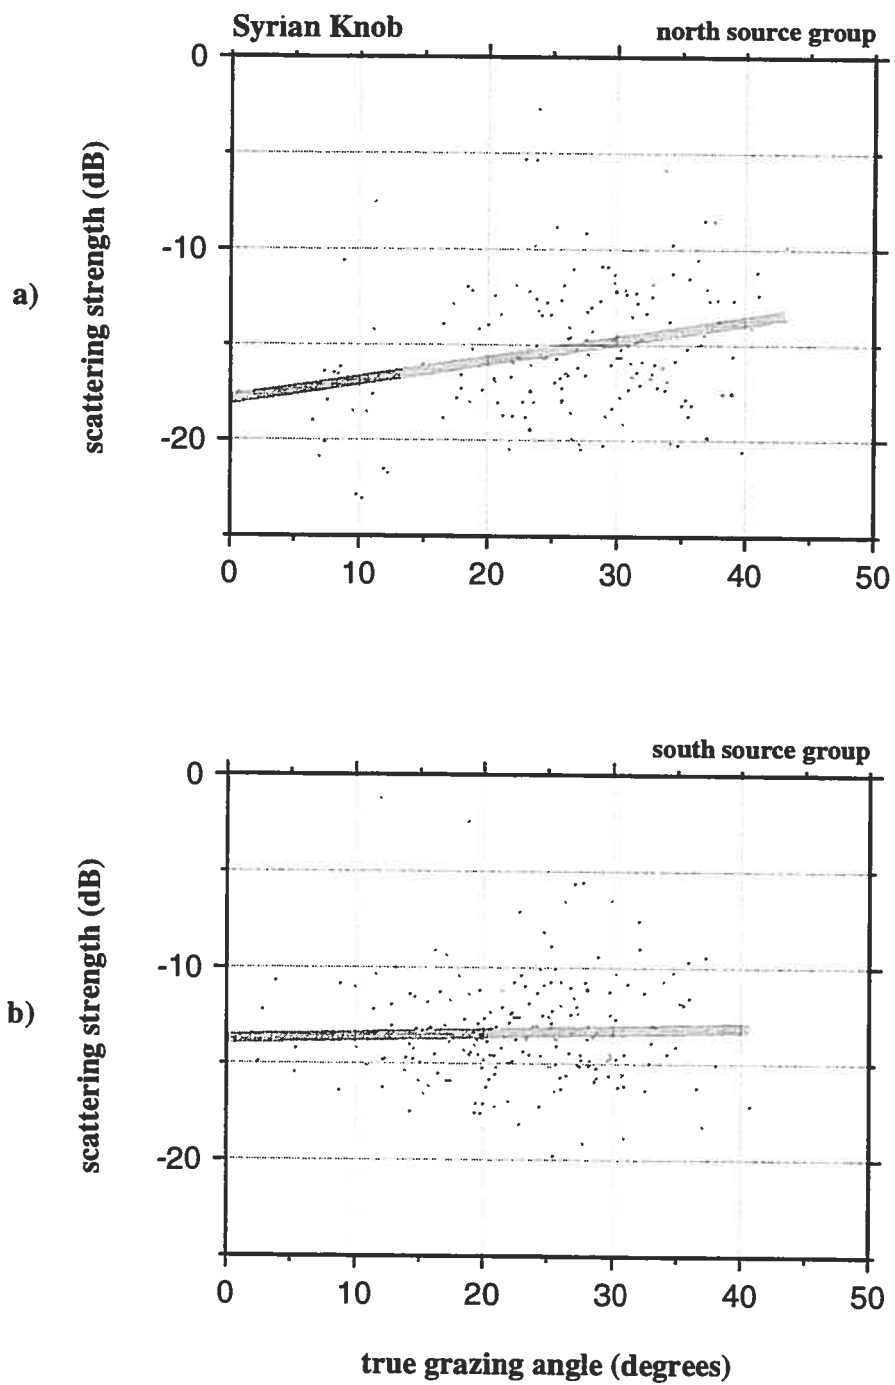 Syrian Knob north source group
0
-10
-20
scattering strength (dB)
a)
0 10 20 30 40 50
south source group
0
-10
-20
scattering strength (dB)
b)
0 10 20 30 40 50
true grazing angle (degrees)